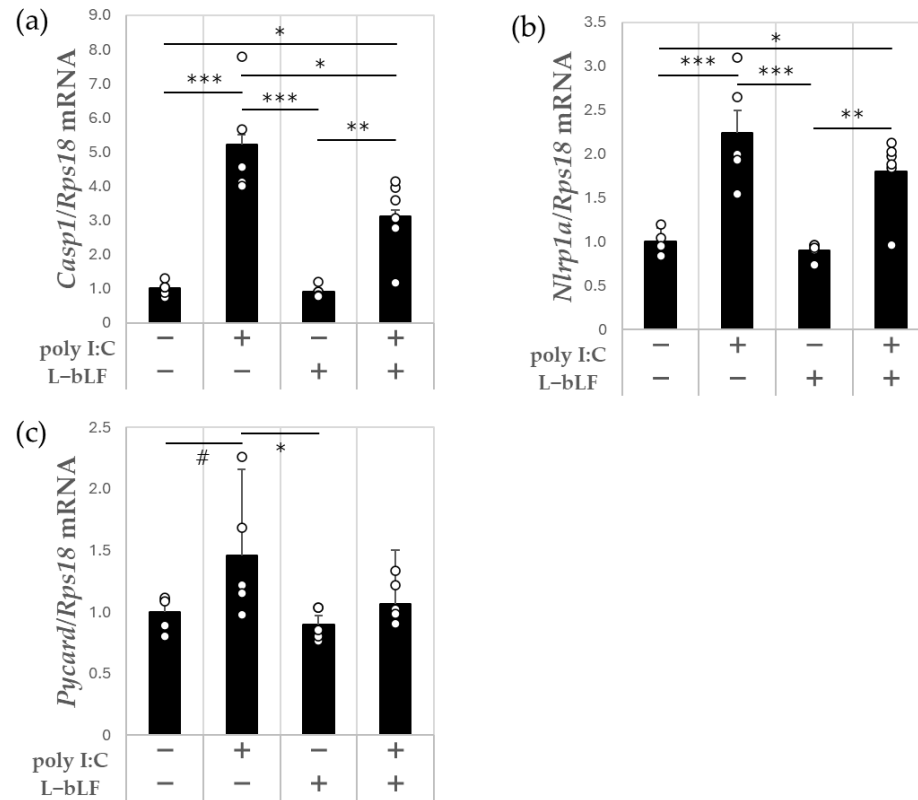 (a)
Casp1/Rps18 mRNA
9.0
8.0
7.0
6.0
5.0
4.0
3.0
2.0
1.0
0
*
*
***
***
**
poly I:C − + − +
L−bLF − − + +
(b)
Nlrp1a/Rps18 mRNA
3.5
3.0
2.5
2.0
1.5
1.0
0.5
0
*
***
***
**
poly I:C − + − +
L−bLF − − + +
(c)
Pycard/Rps18 mRNA
2.5
2.0
1.5
1.0
0.5
0
#
*
poly I:C − + − +
L−bLF − − + +